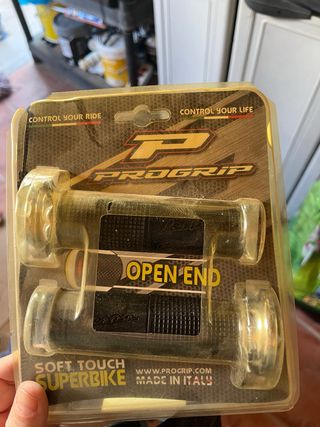 CONTROL YOUR RIDE
CONTROL YOUR LIFE
P
PROGRIP
OPEN END
SOFT TOUCH
SUPERBIKE
WWW.PROGRIP.COM
MADE IN ITALY